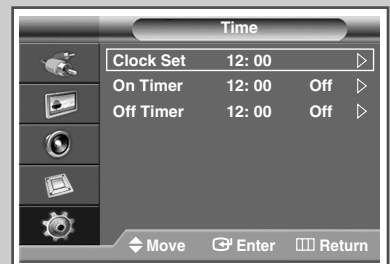 Time
Clock Set 12: 00
On Timer 12: 00 Off
Off Timer 12: 00 Off
Move Enter Return